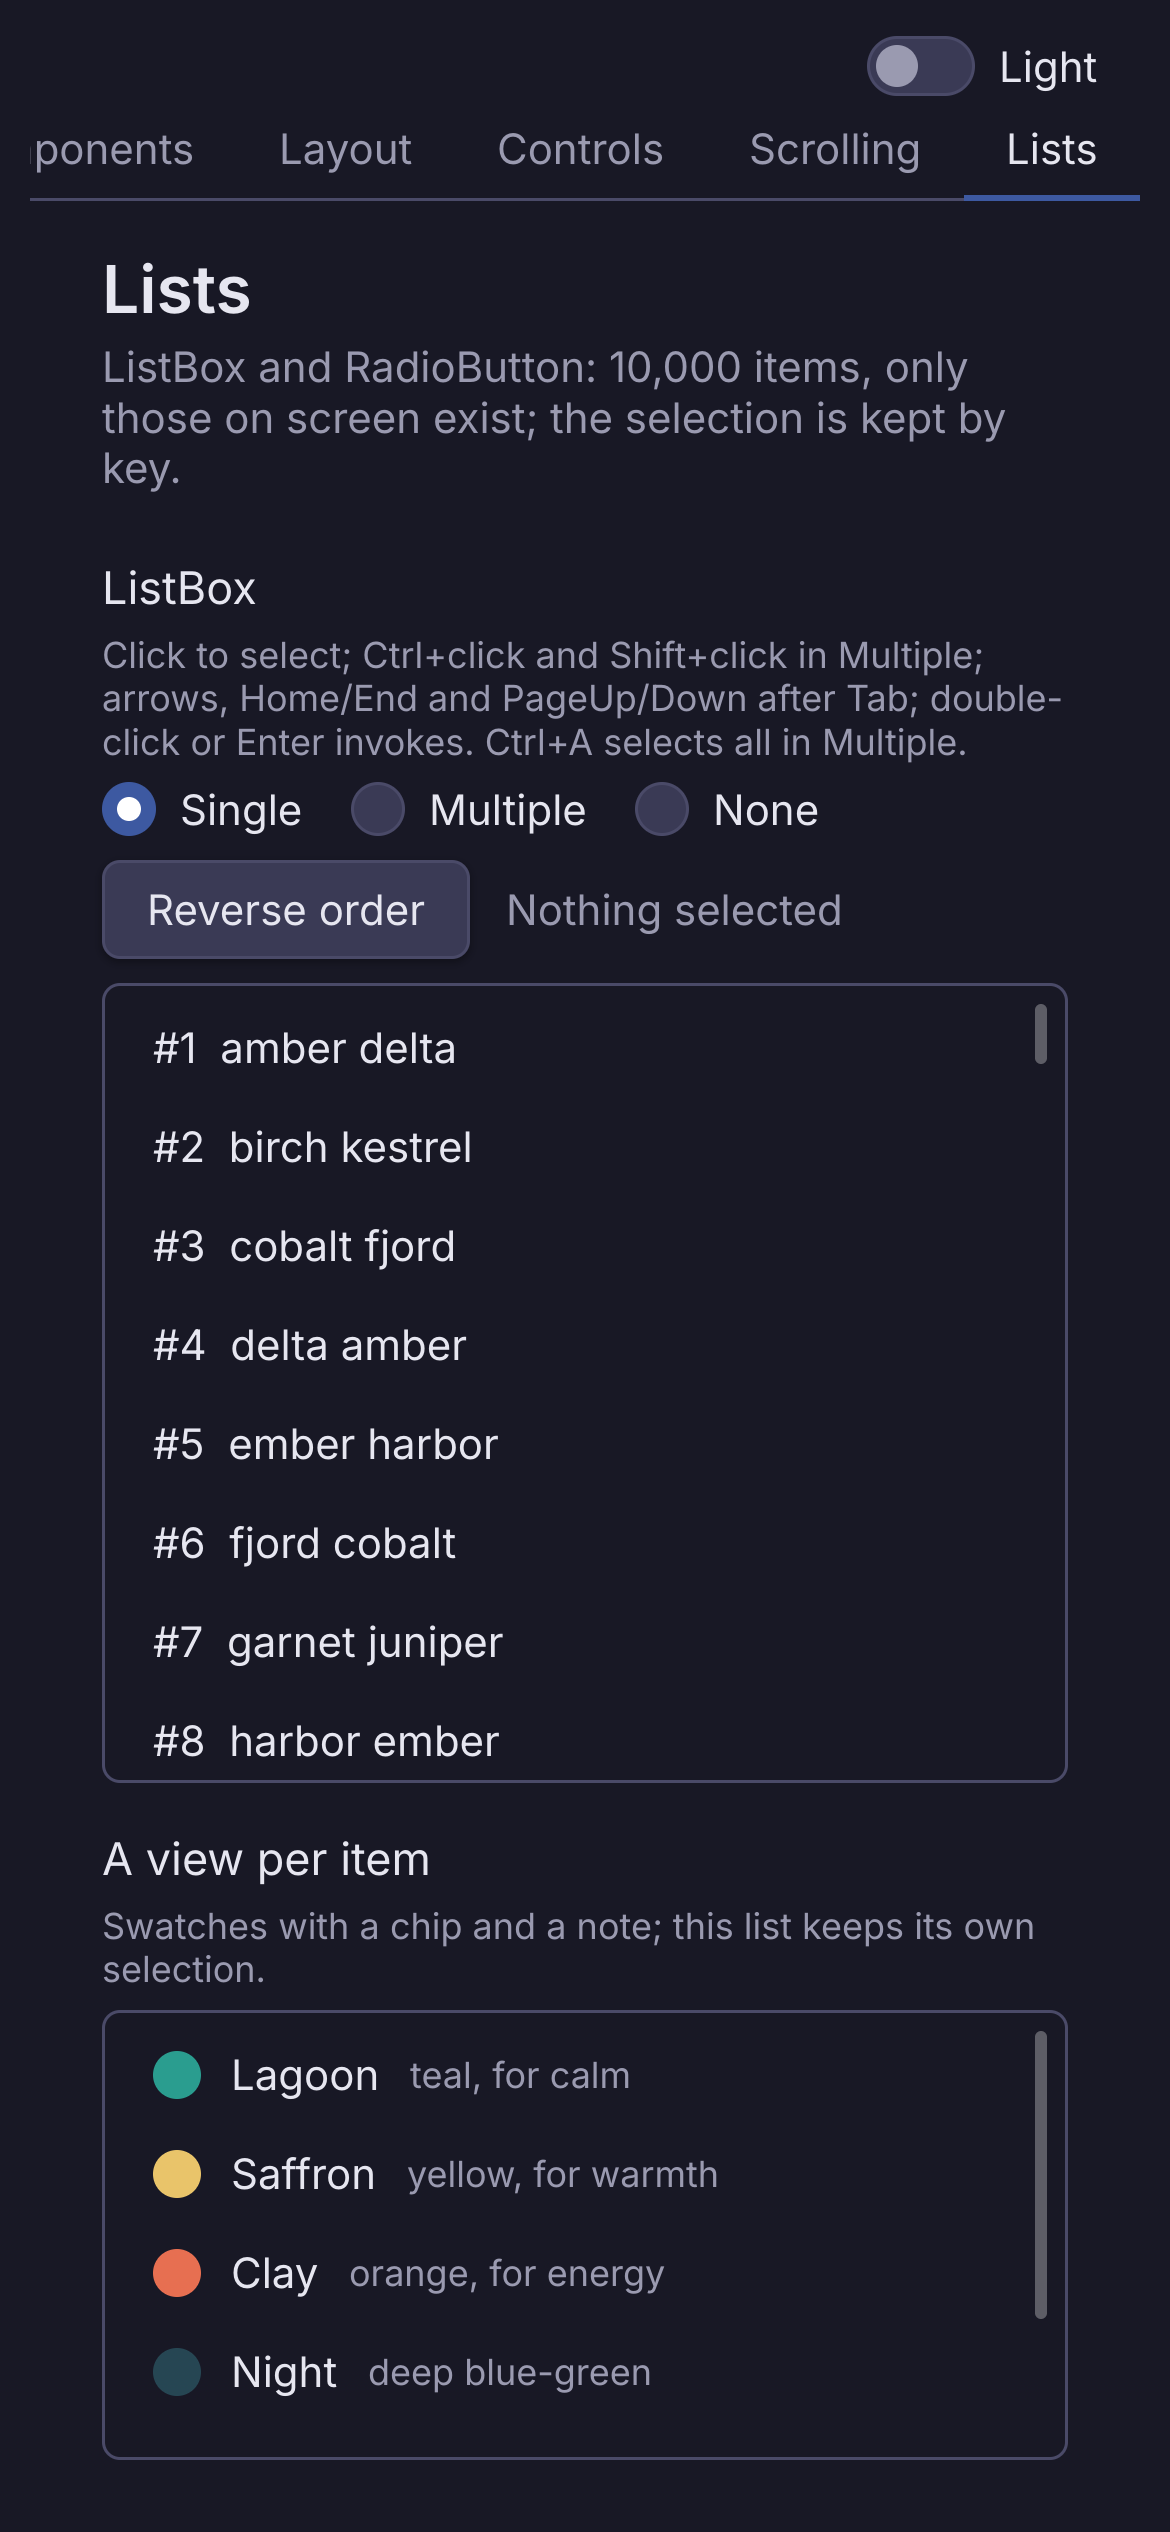 Light
ponents Layout Controls Scrolling Lists
Lists
ListBox and RadioButton: 10,000 items, only
those on screen exist; the selection is kept by
key.
ListBox
Click to select; Ctrl+click and Shift+click in Multiple;
arrows, Home/End and PageUp/Down after Tab; double-
click or Enter invokes. Ctrl+A selects all in Multiple.
Single Multiple None
Reverse order Nothing selected
#1 amber delta
#2 birch kestrel
#3 cobalt fjord
#4 delta amber
#5 ember harbor
#6 fjord cobalt
#7 garnet juniper
#8 harbor ember
A view per item
Swatches with a chip and a note; this list keeps its own
selection.
Lagoon teal, for calm
Saffron yellow, for warmth
Clay orange, for energy
Night deep blue-green